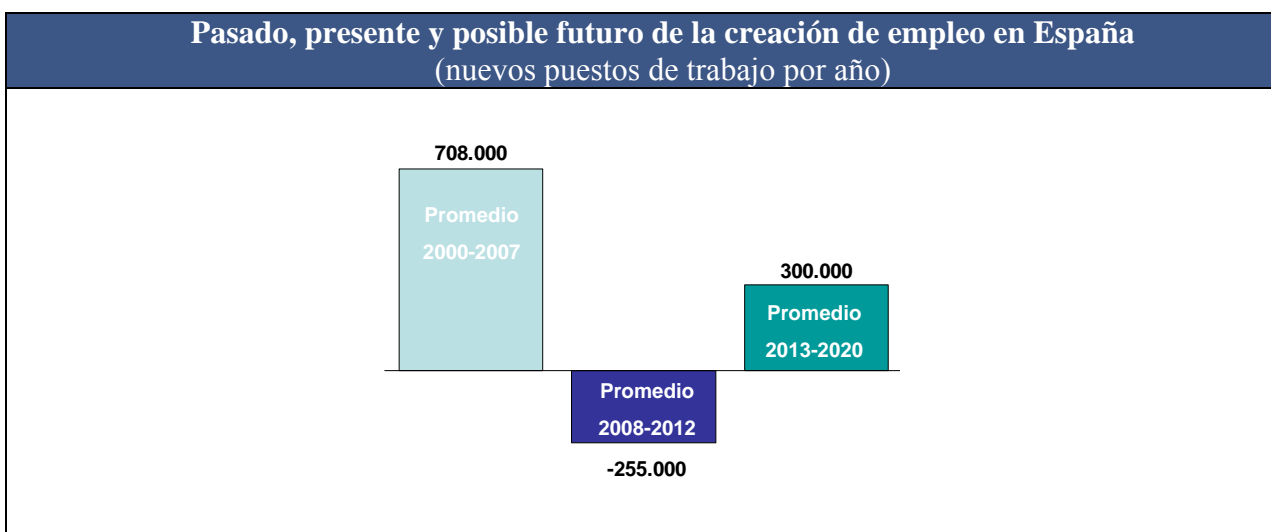 Pasado, presente y posible futuro de la creación de empleo en España
(nuevos puestos de trabajo por año)
708.000
Promedio
2000-2007
300.000
Promedio
2013-2020
Promedio
2008-2012
-255.000